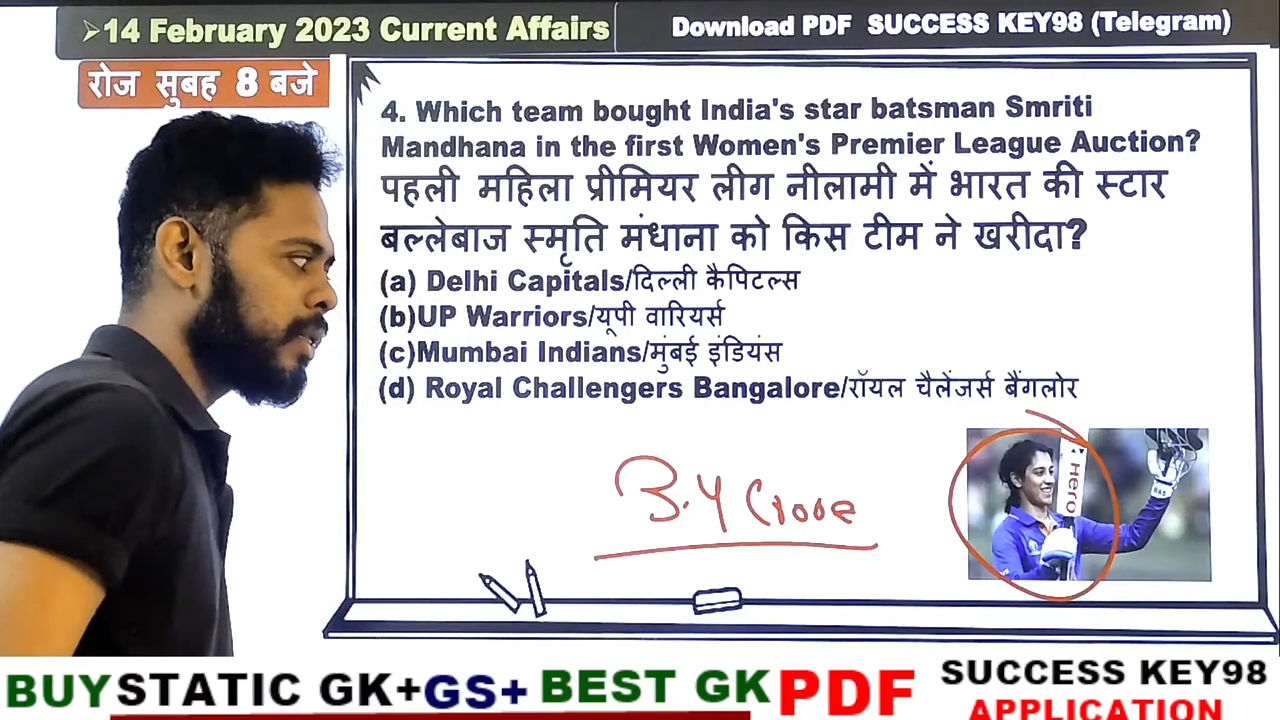 ➢14 February 2023 Current Affairs
Download PDF SUCCESS KEY98 (Telegram)
रोज सुबह 8 बजे
4. Which team bought India's star batsman Smriti
Mandhana in the first Women's Premier League Auction?
पहली महिला प्रीमियर लीग नीलामी में भारत की स्टार
बल्लेबाज स्मृति मंधाना को किस टीम ने खरीदा?
(a) Delhi Capitals/दिल्ली कैपिटल्स
(b)UP Warriors/यूपी वारियर्स
(c)Mumbai Indians/मुंबई इंडियंस
(d) Royal Challengers Bangalore/रॉयल चैलेंजर्स बैंगलोर
3.4 Crore
Hero
BAS
BUY STATIC GK+GS+ BEST GK PDF
SUCCESS KEY98
APPLICATION